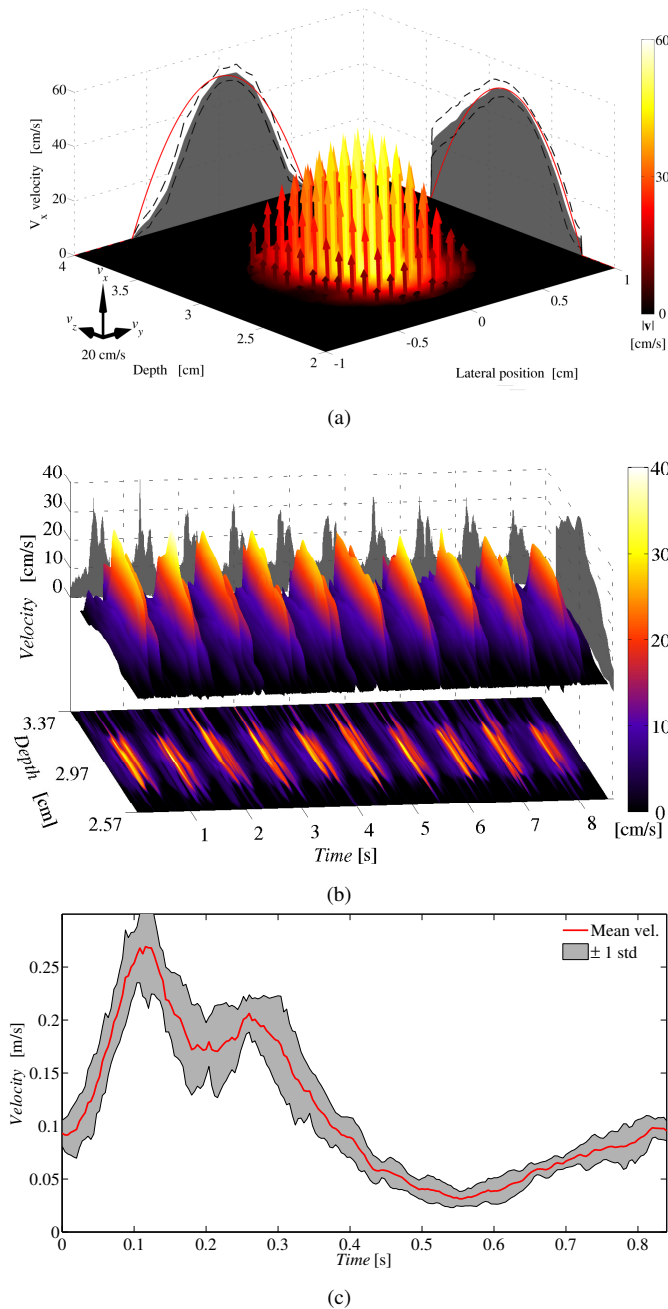 60
60
V_x velocity [cm/s]
40
20
0
4
v_x
3.5
v_z
v_y
20 cm/s
Depth [cm]
3
2.5
2
-1
-0.5
0
0.5
1
Lateral position [cm]
30
0
|v|
[cm/s]
(a)
40
30
20
10
0
Velocity [cm/s]
3.37
2.97
2.57
Depth [cm]
1
2
3
4
5
6
7
8
Time [s]
40
30
20
10
0
[cm/s]
(b)
Mean vel.
± 1 std
0.25
0.2
0.15
0.1
0.05
0
Velocity [m/s]
0
0.1
0.2
0.3
0.4
0.5
0.6
0.7
0.8
Time [s]
(c)